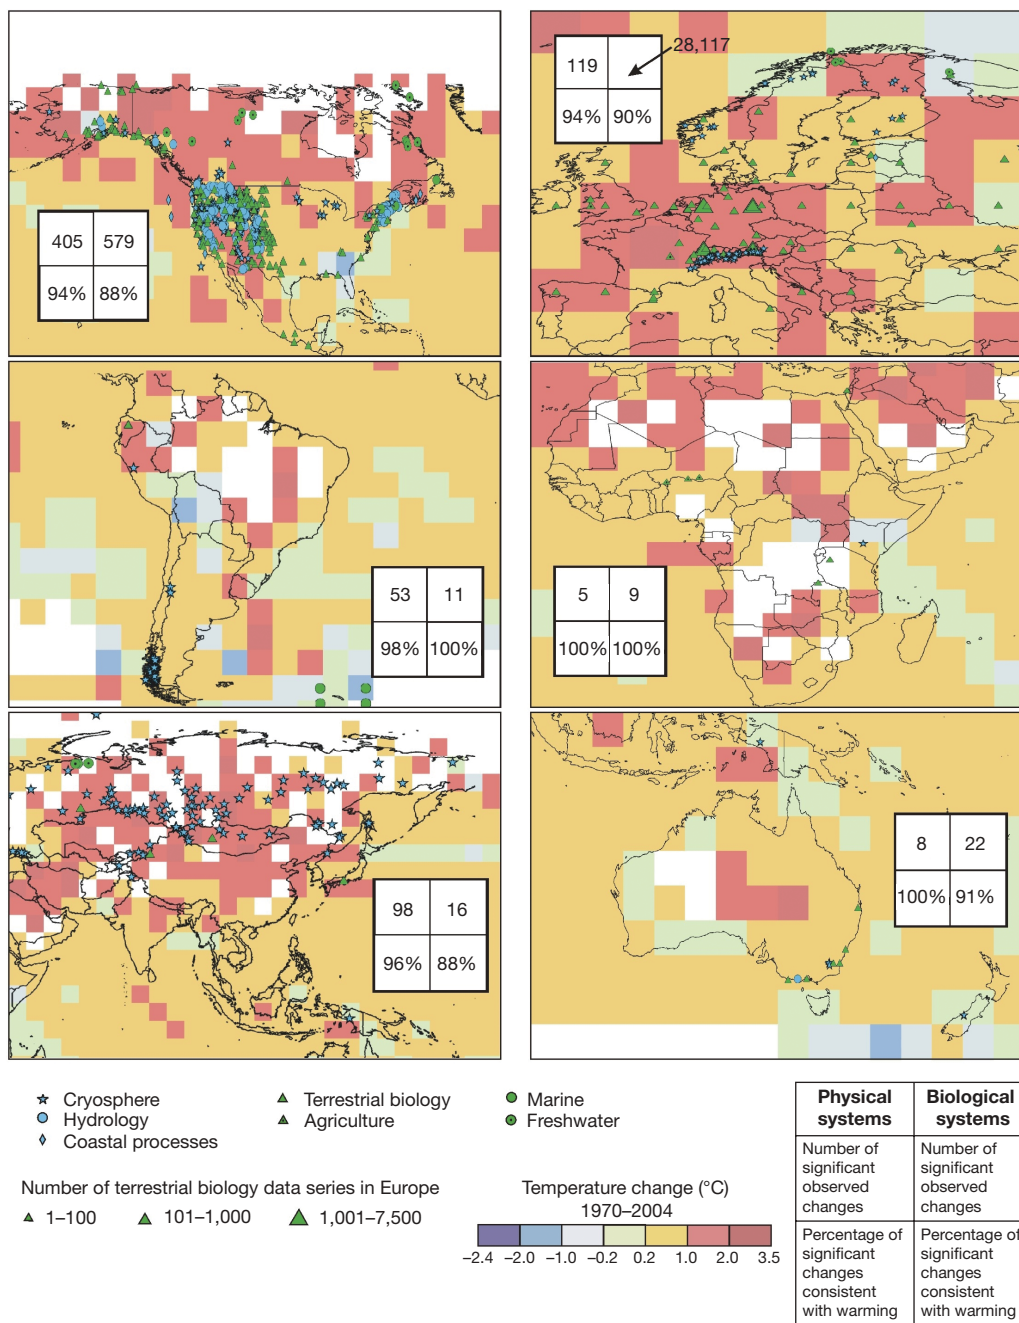 405 579
94% 88%
119 28,117
94% 90%
53 11
98% 100%
5 9
100% 100%
98 16
96% 88%
8 22
100% 91%
Cryosphere
Hydrology
Coastal processes
Terrestrial biology
Agriculture
Marine
Freshwater
Number of terrestrial biology data series in Europe
1–100 101–1,000 1,001–7,500
Temperature change (°C)
1970–2004
–2.4 –2.0 –1.0 –0.2 0.2 1.0 2.0 3.5
Physical
systems
Biological
systems
Number of
significant
observed
changes
Number of
significant
observed
changes
Percentage of
significant
changes
consistent
with warming
Percentage of
significant
changes
consistent
with warming